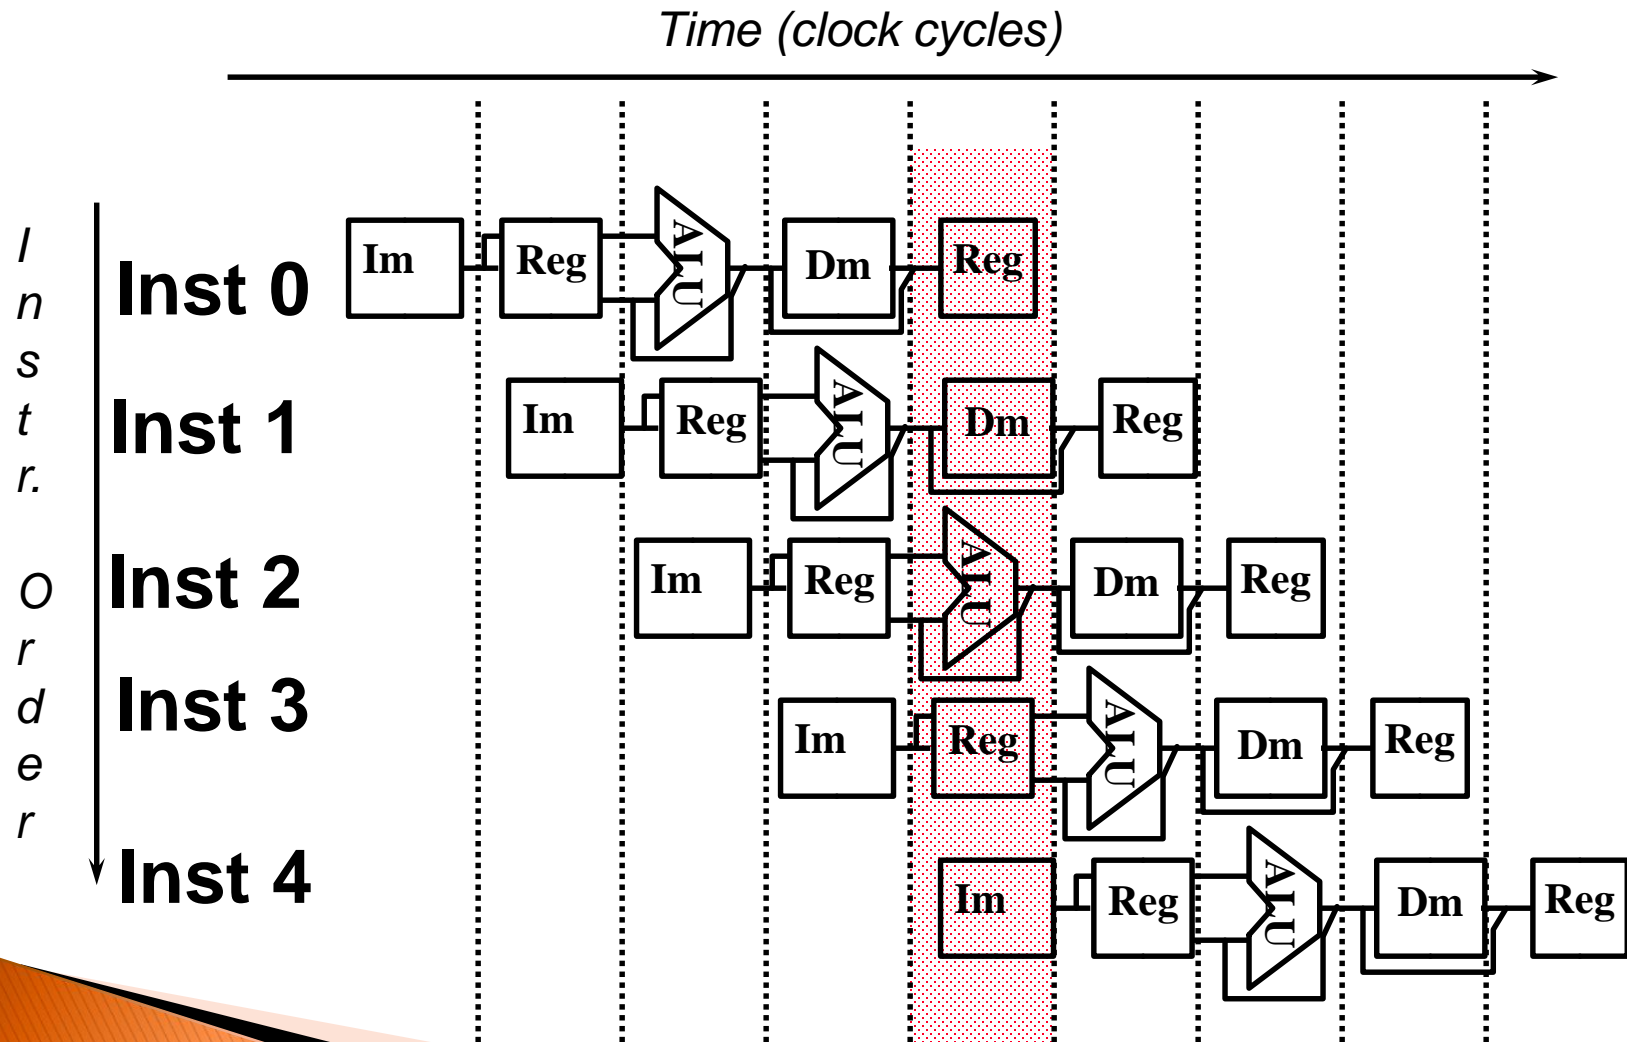 Time (clock cycles)
Instr. Order
Inst 0 Im Reg ALU Dm Reg
Inst 1 Im Reg ALU Dm Reg
Inst 2 Im Reg ALU Dm Reg
Inst 3 Im Reg ALU Dm Reg
Inst 4 Im Reg ALU Dm Reg